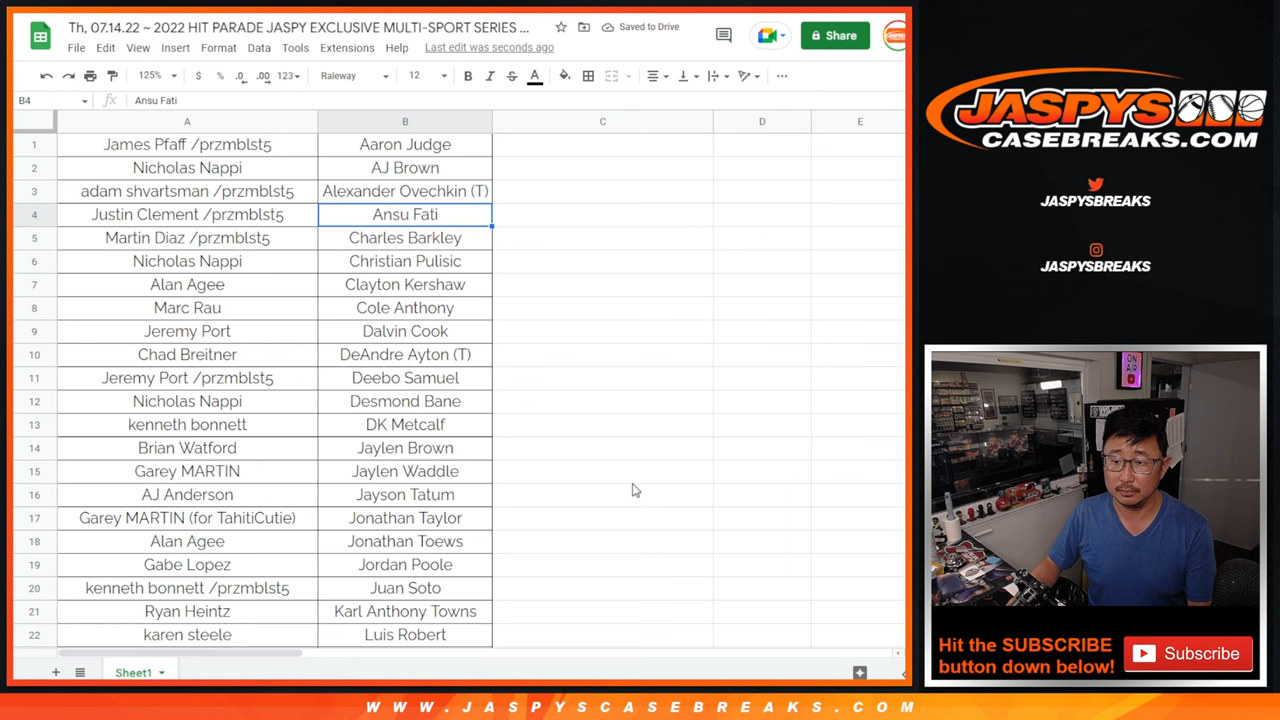 Th, 07.14.22 ~ 2022 HIT PARADE JASPY EXCLUSIVE MULTI-SPORT SERIES ...
Saved to Drive
Share
File Edit View Insert Format Data Tools Extensions Help Last edit was seconds ago
125% $ % .0 .00 123 Raleway 12 B I S A
B4 fx Ansu Fati
A B C D E
1 James Pfaff /przmblst5 Aaron Judge
2 Nicholas Nappi AJ Brown
3 adam shvartsman /przmblst5 Alexander Ovechkin (T)
4 Justin Clement /przmblst5 Ansu Fati
5 Martin Diaz /przmblst5 Charles Barkley
6 Nicholas Nappi Christian Pulisic
7 Alan Agee Clayton Kershaw
8 Marc Rau Cole Anthony
9 Jeremy Port Dalvin Cook
10 Chad Breitner DeAndre Ayton (T)
11 Jeremy Port /przmblst5 Deebo Samuel
12 Nicholas Nappi Desmond Bane
13 kenneth bonnett DK Metcalf
14 Brian Watford Jaylen Brown
15 Garey MARTIN Jaylen Waddle
16 AJ Anderson Jayson Tatum
17 Garey MARTIN (for TahitiCutie) Jonathan Taylor
18 Alan Agee Jonathan Toews
19 Gabe Lopez Jordan Poole
20 kenneth bonnett /przmblst5 Juan Soto
21 Ryan Heintz Karl Anthony Towns
22 karen steele Luis Robert
Sheet1
JASPYS
CASEBREAKS.COM
JASPYSBREAKS
JASPYSBREAKS
ON
AIR
Hit the SUBSCRIBE
button down below!
Subscribe
WWW.JASPYSCASEBREAKS.COM